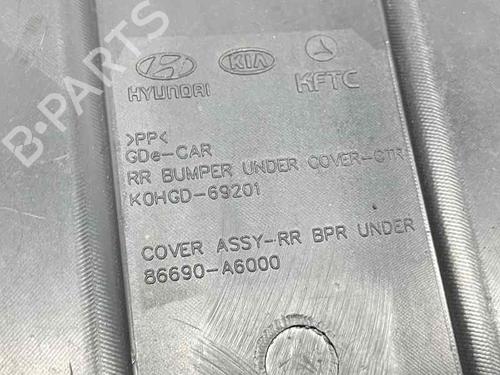 HYUNDAI KIA KFTC
>PP<
GDe-CAR
RR BUMPER UNDER COVER-CTR
K0HGD-69201
COVER ASSY-RR BPR UNDER
86690-A6000
B-PARTS